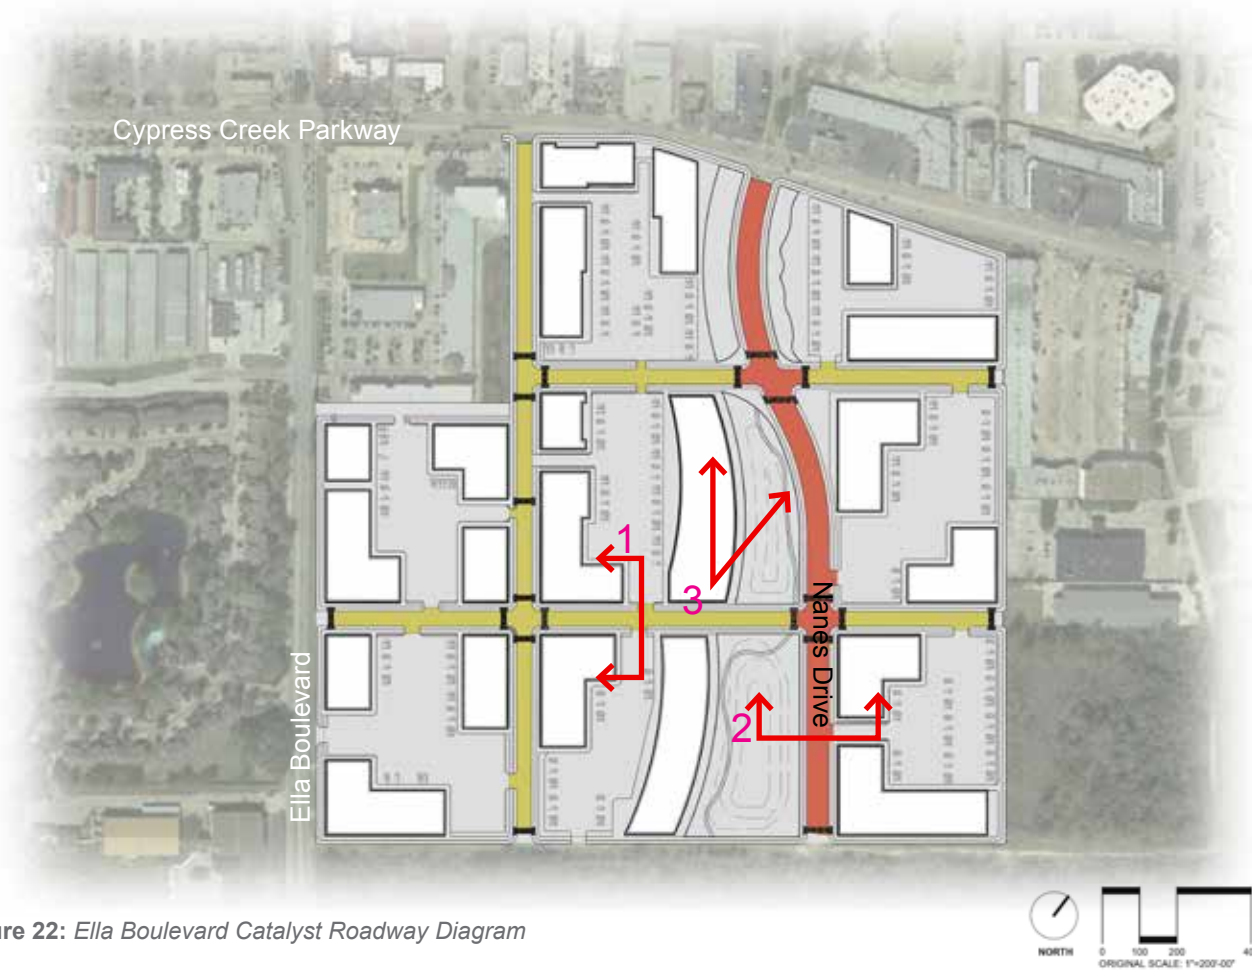 Cypress Creek Parkway
1
3
Nanes Drive
2
Ella Boulevard
re 22: Ella Boulevard Catalyst Roadway Diagram
NORTH
0 100 200 40
ORIGINAL SCALE: 1"=200'-00"